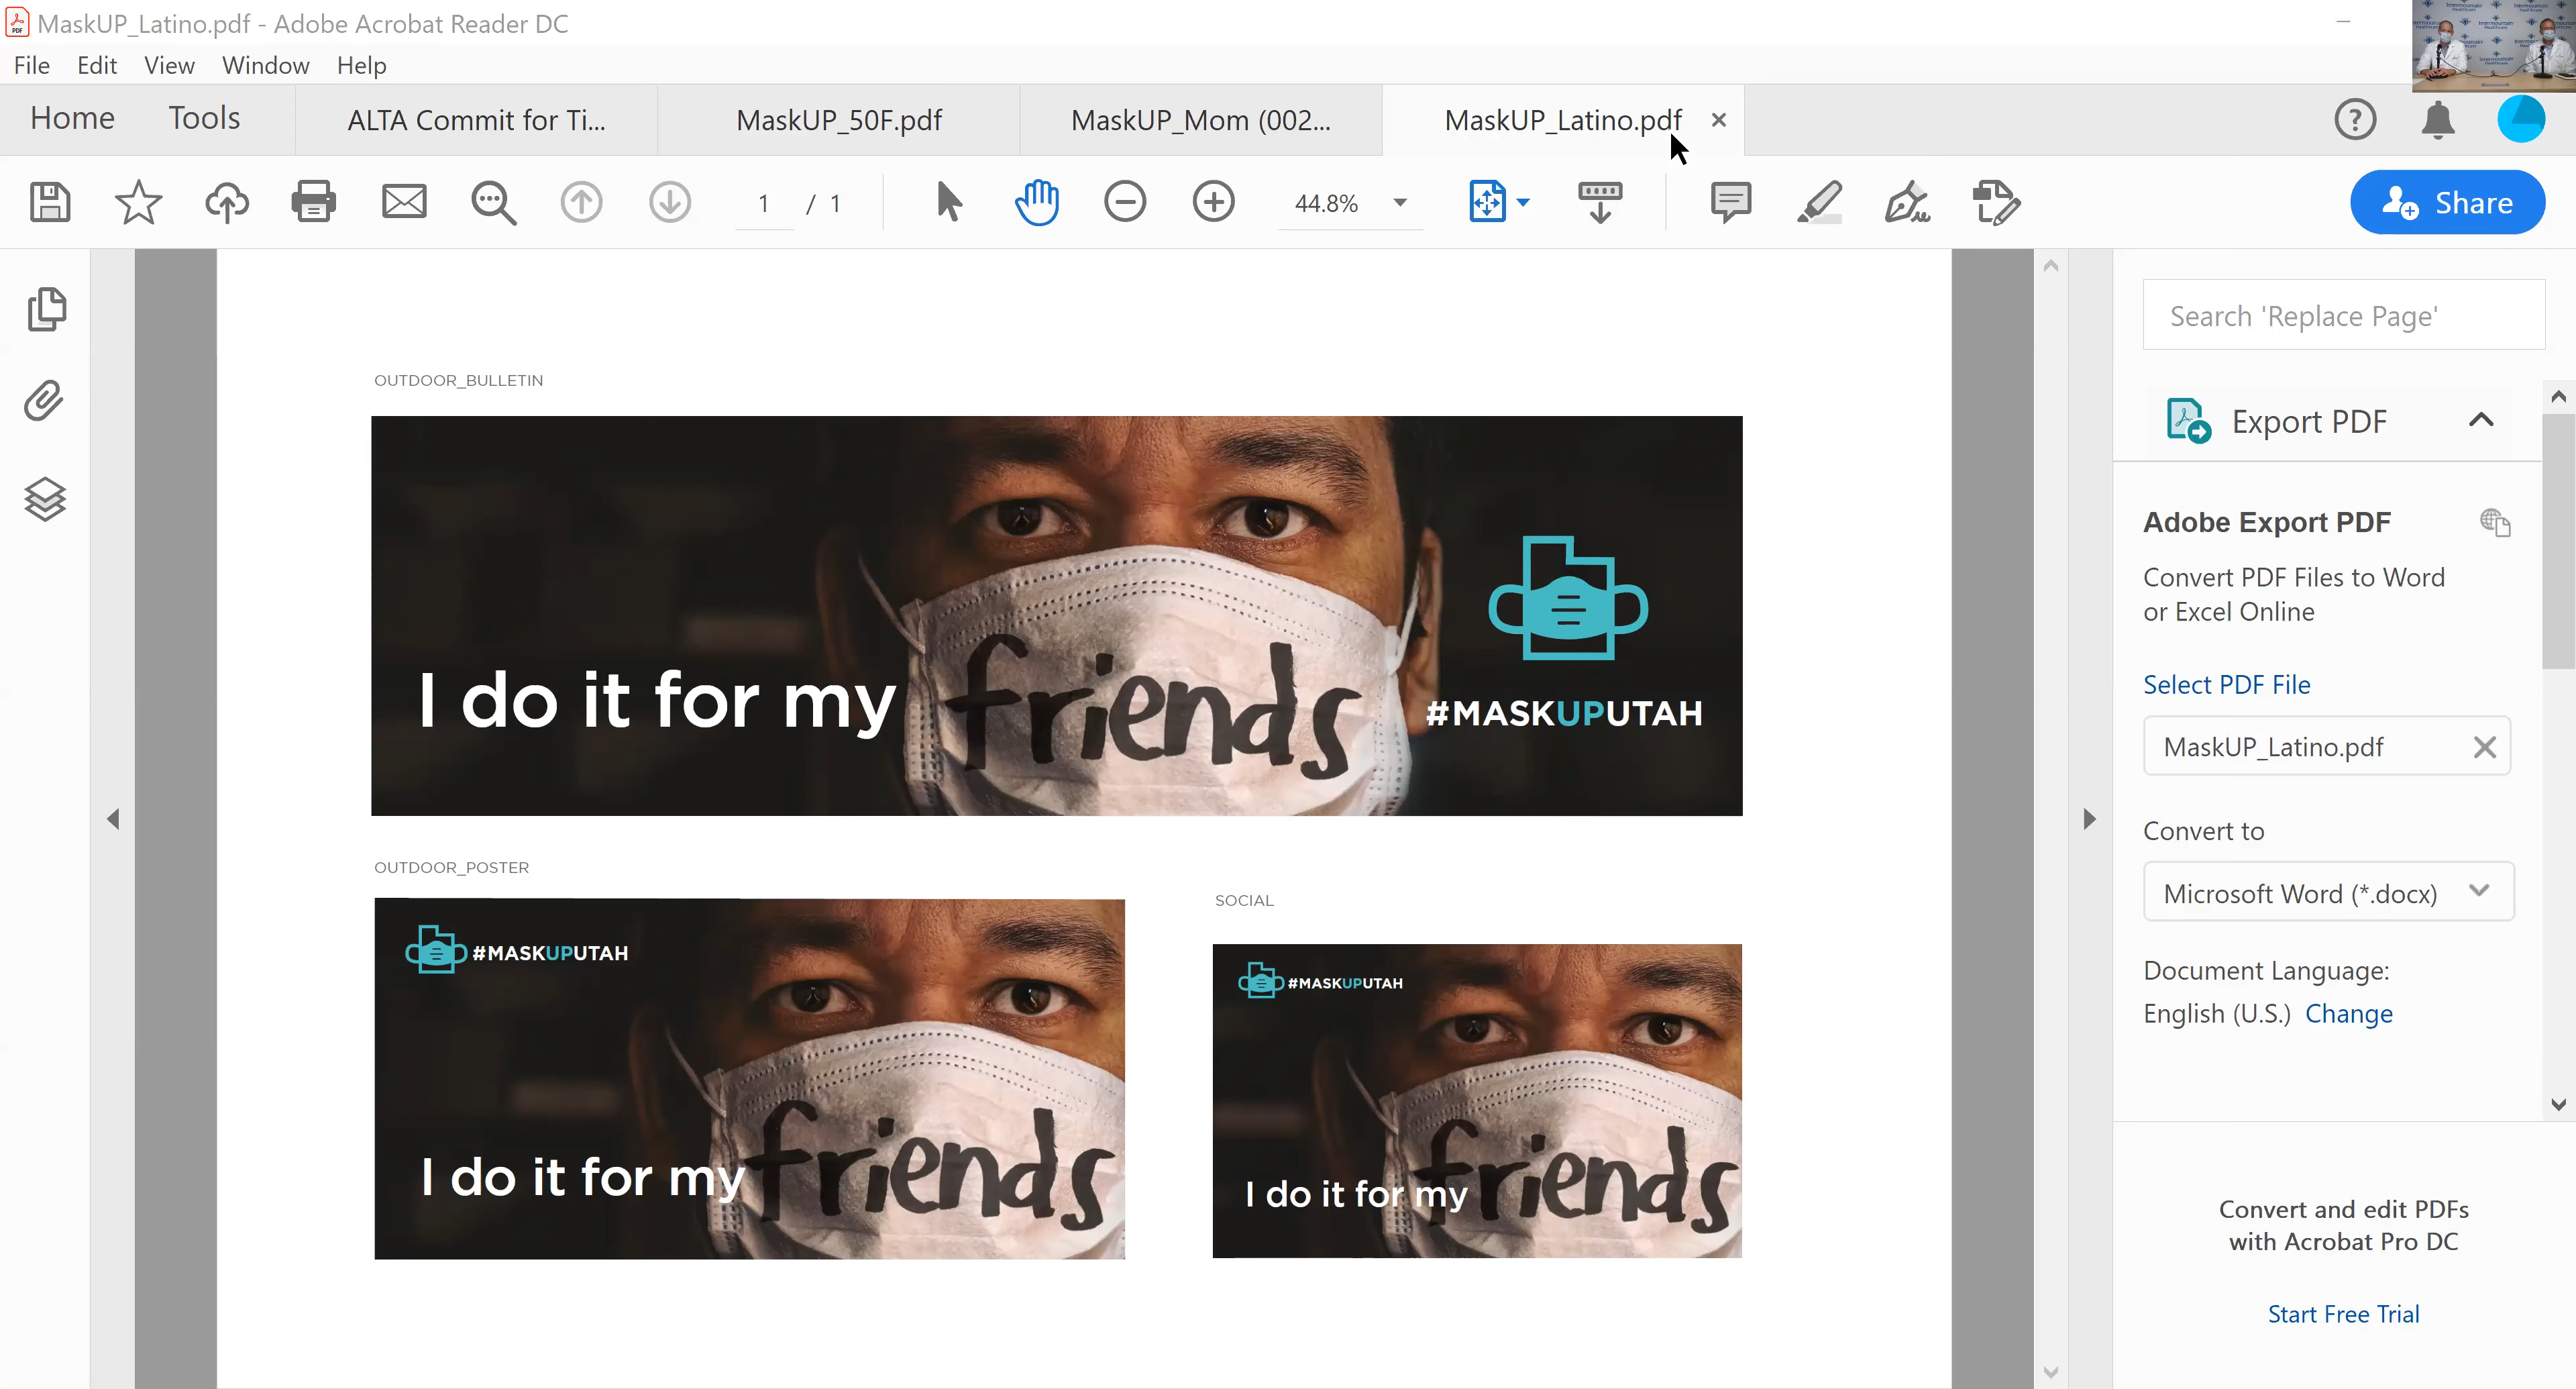 MaskUP_Latino.pdf - Adobe Acrobat Reader DC
File Edit View Window Help
Home Tools ALTA Commit for Ti... MaskUP_50F.pdf MaskUP_Mom (002... MaskUP_Latino.pdf
1 / 1 44.8% Share
Search 'Replace Page'
Export PDF
Adobe Export PDF
Convert PDF Files to Word
or Excel Online
Select PDF File
MaskUP_Latino.pdf
Convert to
Microsoft Word (*.docx)
Document Language:
English (U.S.) Change
Convert and edit PDFs
with Acrobat Pro DC
Start Free Trial
OUTDOOR_BULLETIN
I do it for my friends
#MASKUPUTAH
OUTDOOR_POSTER
#MASKUPUTAH
I do it for my friends
SOCIAL
#MASKUPUTAH
I do it for my friends